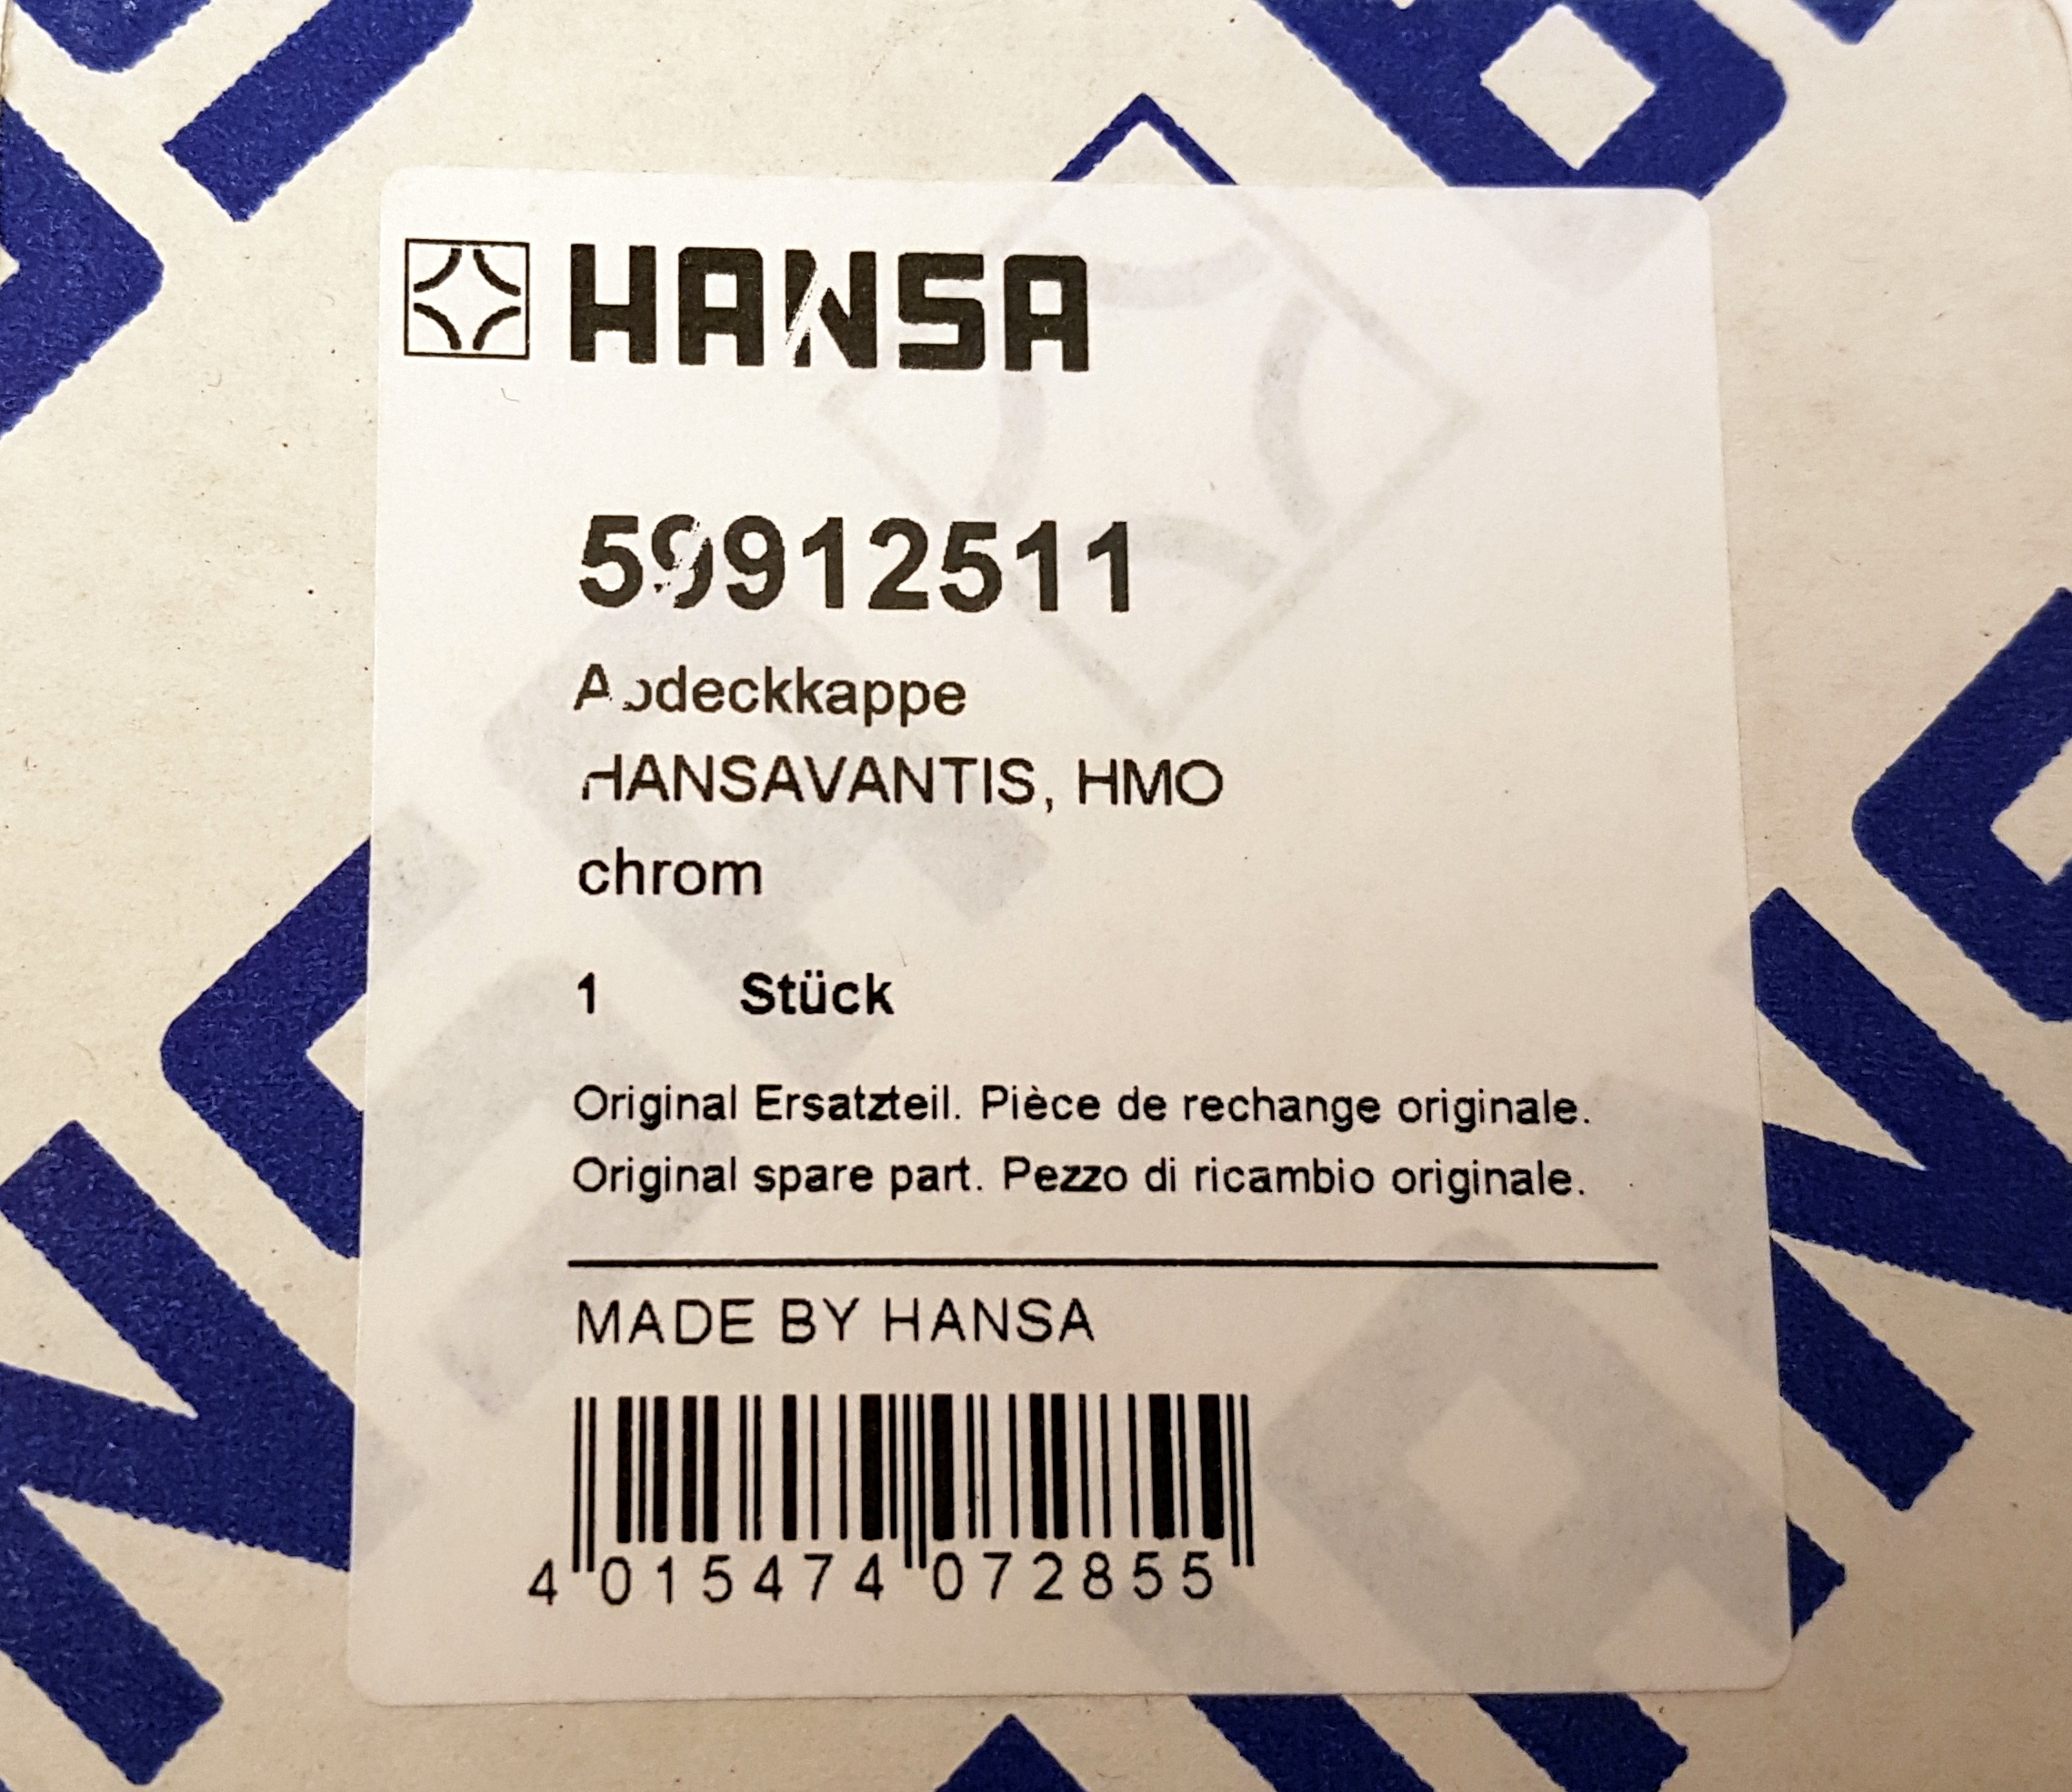 HANSA
59912511
Abdeckkappe
HANSAVANTIS, HMO
chrom
1 Stück
Original Ersatzteil. Pièce de rechange originale.
Original spare part. Pezzo di ricambio originale.
MADE BY HANSA
4 015474 072855